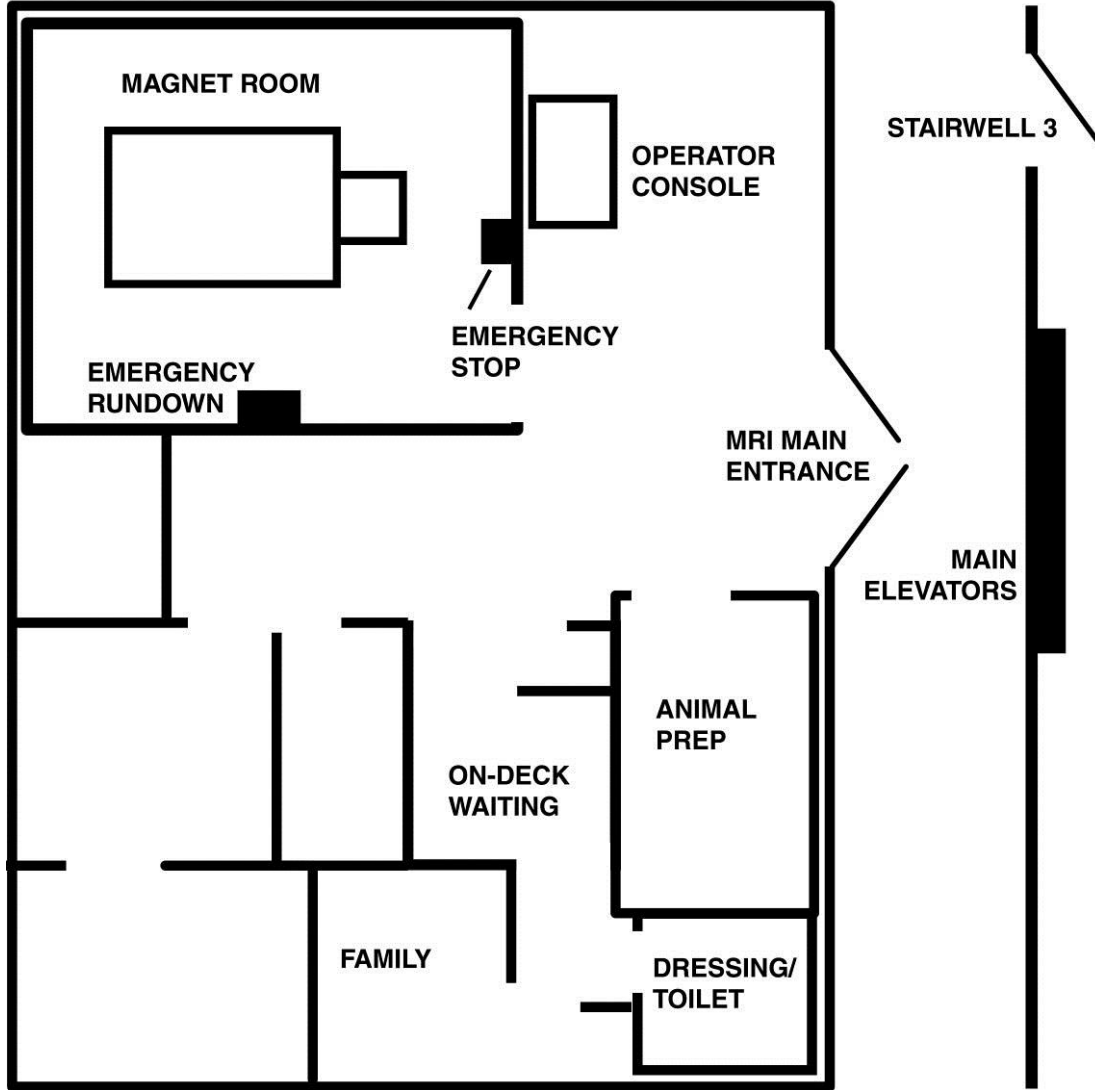 MAGNET ROOM
STAIRWELL 3
OPERATOR
CONSOLE
EMERGENCY
STOP
EMERGENCY
RUNDOWN
MRI MAIN
ENTRANCE
MAIN
ELEVATORS
ANIMAL
PREP
ON-DECK
WAITING
FAMILY
DRESSING/
TOILET